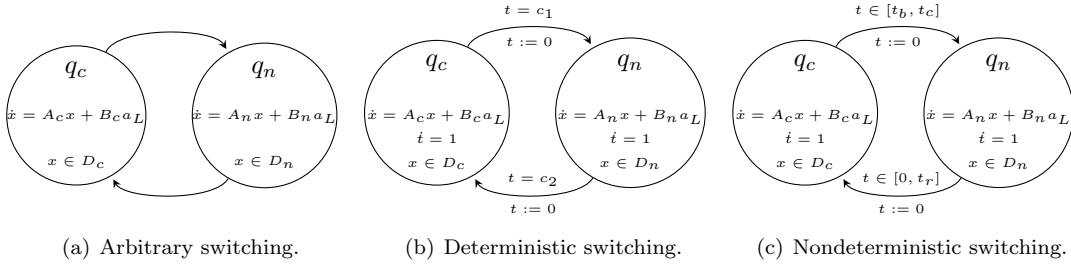 q_c
q_n
ẋ = A_c x + B_c a_L
ẋ = A_n x + B_n a_L
x ∈ D_c
x ∈ D_n
(a) Arbitrary switching.
t = c_1
t := 0
q_c
q_n
ẋ = A_c x + B_c a_L
ẋ = A_n x + B_n a_L
ṫ = 1
ṫ = 1
x ∈ D_c
x ∈ D_n
t = c_2
t := 0
(b) Deterministic switching.
t ∈ [t_b, t_c]
t := 0
q_c
q_n
ẋ = A_c x + B_c a_L
ẋ = A_n x + B_n a_L
ṫ = 1
ṫ = 1
x ∈ D_c
x ∈ D_n
t ∈ [0, t_r]
t := 0
(c) Nondeterministic switching.